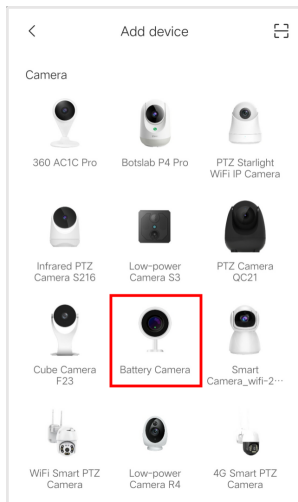 Add device
Camera
360 AC1C Pro
Botslab P4 Pro
PTZ Starlight
WiFi IP Camera
Infrared PTZ
Camera S216
Low-power
Camera S3
PTZ Camera
QC21
Cube Camera
F23
Battery Camera
Smart
Camera_wifi-2···
WiFi Smart PTZ
Camera
Low-power
Camera R4
4G Smart PTZ
Camera